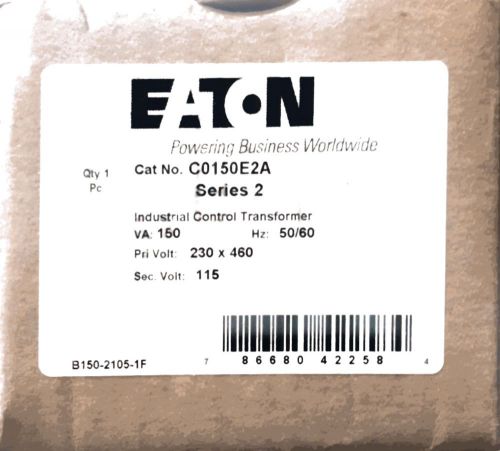 EATON
Powering Business Worldwide
Qty 1 Cat No. C0150E2A
Pc Series 2
Industrial Control Transformer
VA: 150 Hz: 50/60
Pri Volt: 230 x 460
Sec. Volt: 115
B150-2105-1F 7 86680 42258 4